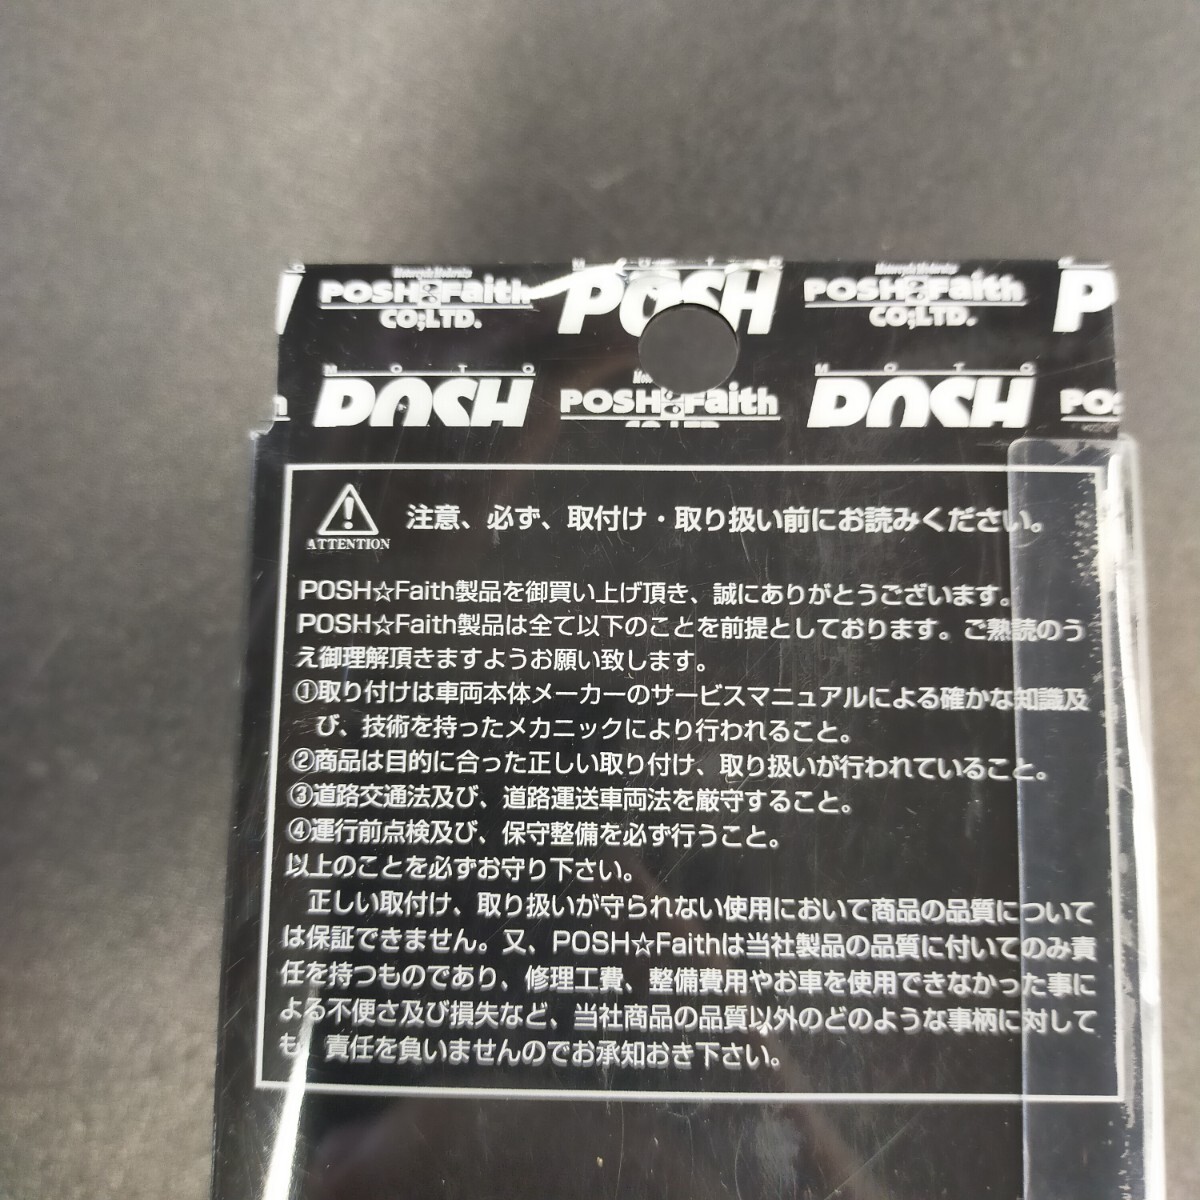 POSH Faith POSH POSH Faith P
CO;LTD. CO;LTD.
MOTO MOTO
POSH POSH Faith POSH PO
CO;LTD
注意、必ず、取付け・取り扱い前にお読みください。
ATTENTION
POSH☆Faith製品を御買い上げ頂き、誠にありがとうございます。
POSH☆Faith製品は全て以下のことを前提としております。ご熟読のう
え御理解頂きますようお願い致します。
①取り付けは車両本体メーカーのサービスマニュアルによる確かな知識及
び、技術を持ったメカニックにより行われること。
②商品は目的に合った正しい取り付け、取り扱いが行われていること。
③道路交通法及び、道路運送車両法を厳守すること。
④運行前点検及び、保守整備を必ず行うこと。
以上のことを必ずお守り下さい。
正しい取付け、取り扱いが守られない使用において商品の品質について
は保証できません。又、POSH☆Faithは当社製品の品質に付いてのみ責
任を持つものであり、修理工費、整備費用やお車を使用できなかった事に
よる不便さ及び損失など、当社商品の品質以外のどのような事柄に対して
も、責任を負いませんのでお承知おき下さい。